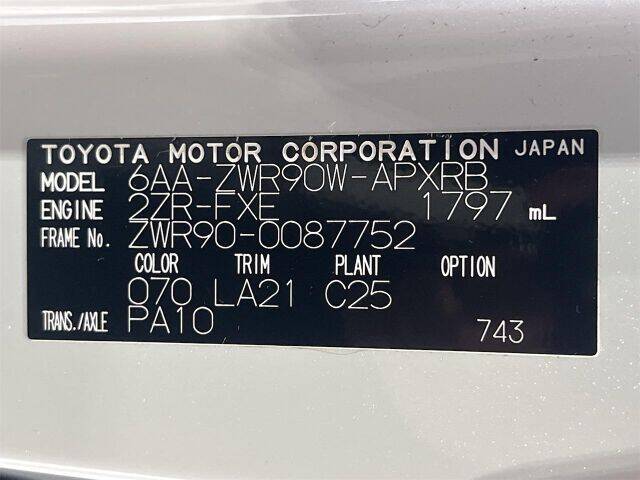 TOYOTA MOTOR CORPORATION JAPAN
MODEL 6AA-ZWR90W-APXRB
ENGINE 2ZR-FXE 1797 mL
FRAME No. ZWR90-0087752
COLOR TRIM PLANT OPTION
070 LA21 C25
TRANS./AXLE PA10 743